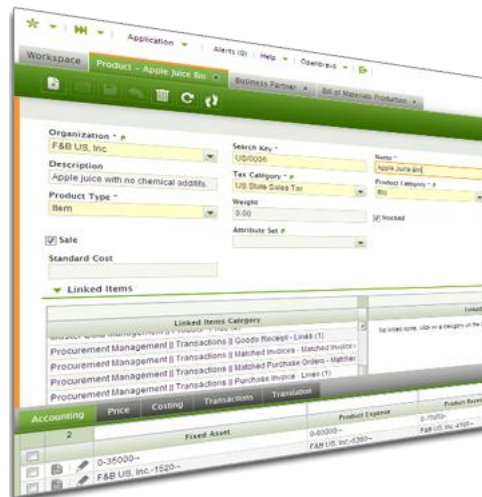 Application
Alerts (0) | Help
Openbravo
Workspace
Product - Apple Juice Bio
Business Partner
Bill of Materials Production
Organization *
F&B US, Inc.
Search Key *
US/0006
Name *
Apple Juice Bio
Description
Apple juice with no chemical additifs.
Tax Category *
US State Sales Tax
Product Category *
Bio
Product Type *
Item
Weight
0.00
Stocked
Sale
Attribute Set
Standard Cost
Linked Items
Linked Items Category
Procurement Management || Transactions || Goods Receipt - Lines (1)
Procurement Management || Transactions || Matched Invoices - Matched Invoice
Procurement Management || Transactions || Matched Purchase Orders - Matched
Procurement Management || Transactions || Purchase Invoice - Lines (1)
Accounting
Price
Costing
Transactions
Translation
2
Fixed Asset
Product Expense
0-35000--
0-60000--
F&B US, Inc.-1520--